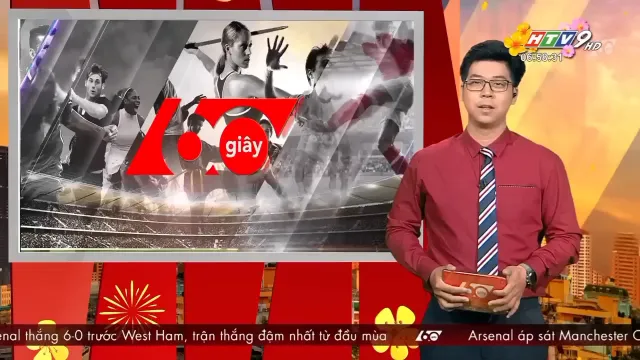 HTV9 HD
06:50:31
60 giây
enal thắng 6-0 trước West Ham, trận thắng đậm nhất từ đầu mùa 60 Arsenal áp sát Manchester C